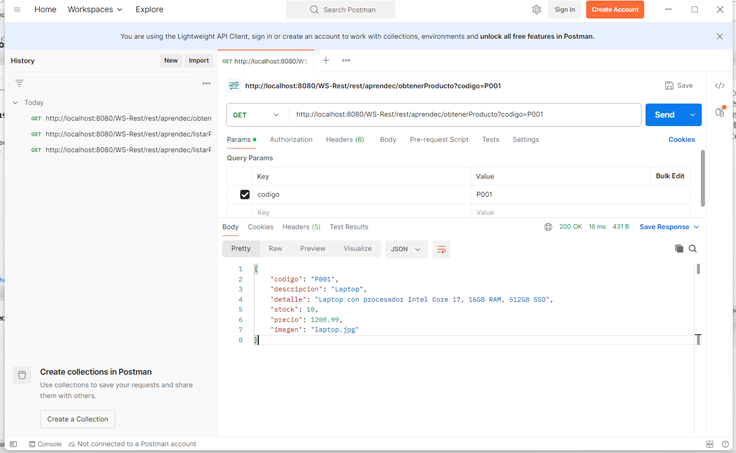 Home Workspaces Explore Search Postman Sign In Create Account
You are using the Lightweight API Client, sign in or create an account to work with collections, environments and unlock all free features in Postman.
History New Import
GET http://localhost:8080/WS
Today
GET http://localhost:8080/WS-Rest/rest/aprendec/obten
GET http://localhost:8080/WS-Rest/rest/aprendec/listarF
GET http://localhost:8080/WS-Rest/rest/aprendec/listarF
http://localhost:8080/WS-Rest/rest/aprendec/obtenerProducto?codigo=P001 Save
GET http://localhost:8080/WS-Rest/rest/aprendec/obtenerProducto?codigo=P001 Send
Params Authorization Headers (6) Body Pre-request Script Tests Settings Cookies
Query Params
Key Value Bulk Edit
codigo P001
Key Value
Body Cookies Headers (5) Test Results 200 OK 16 ms 431 B Save Response
Pretty Raw Preview Visualize JSON
1 {
2 "codigo": "P001",
3 "descripcion": "Laptop",
4 "detalle": "Laptop con procesador Intel Core i7, 16GB RAM, 512GB SSD",
5 "stock": 10,
6 "precio": 1200.99,
7 "imagen": "laptop.jpg"
8 }
Create collections in Postman
Use collections to save your requests and share
them with others.
Create a Collection
Console Not connected to a Postman account